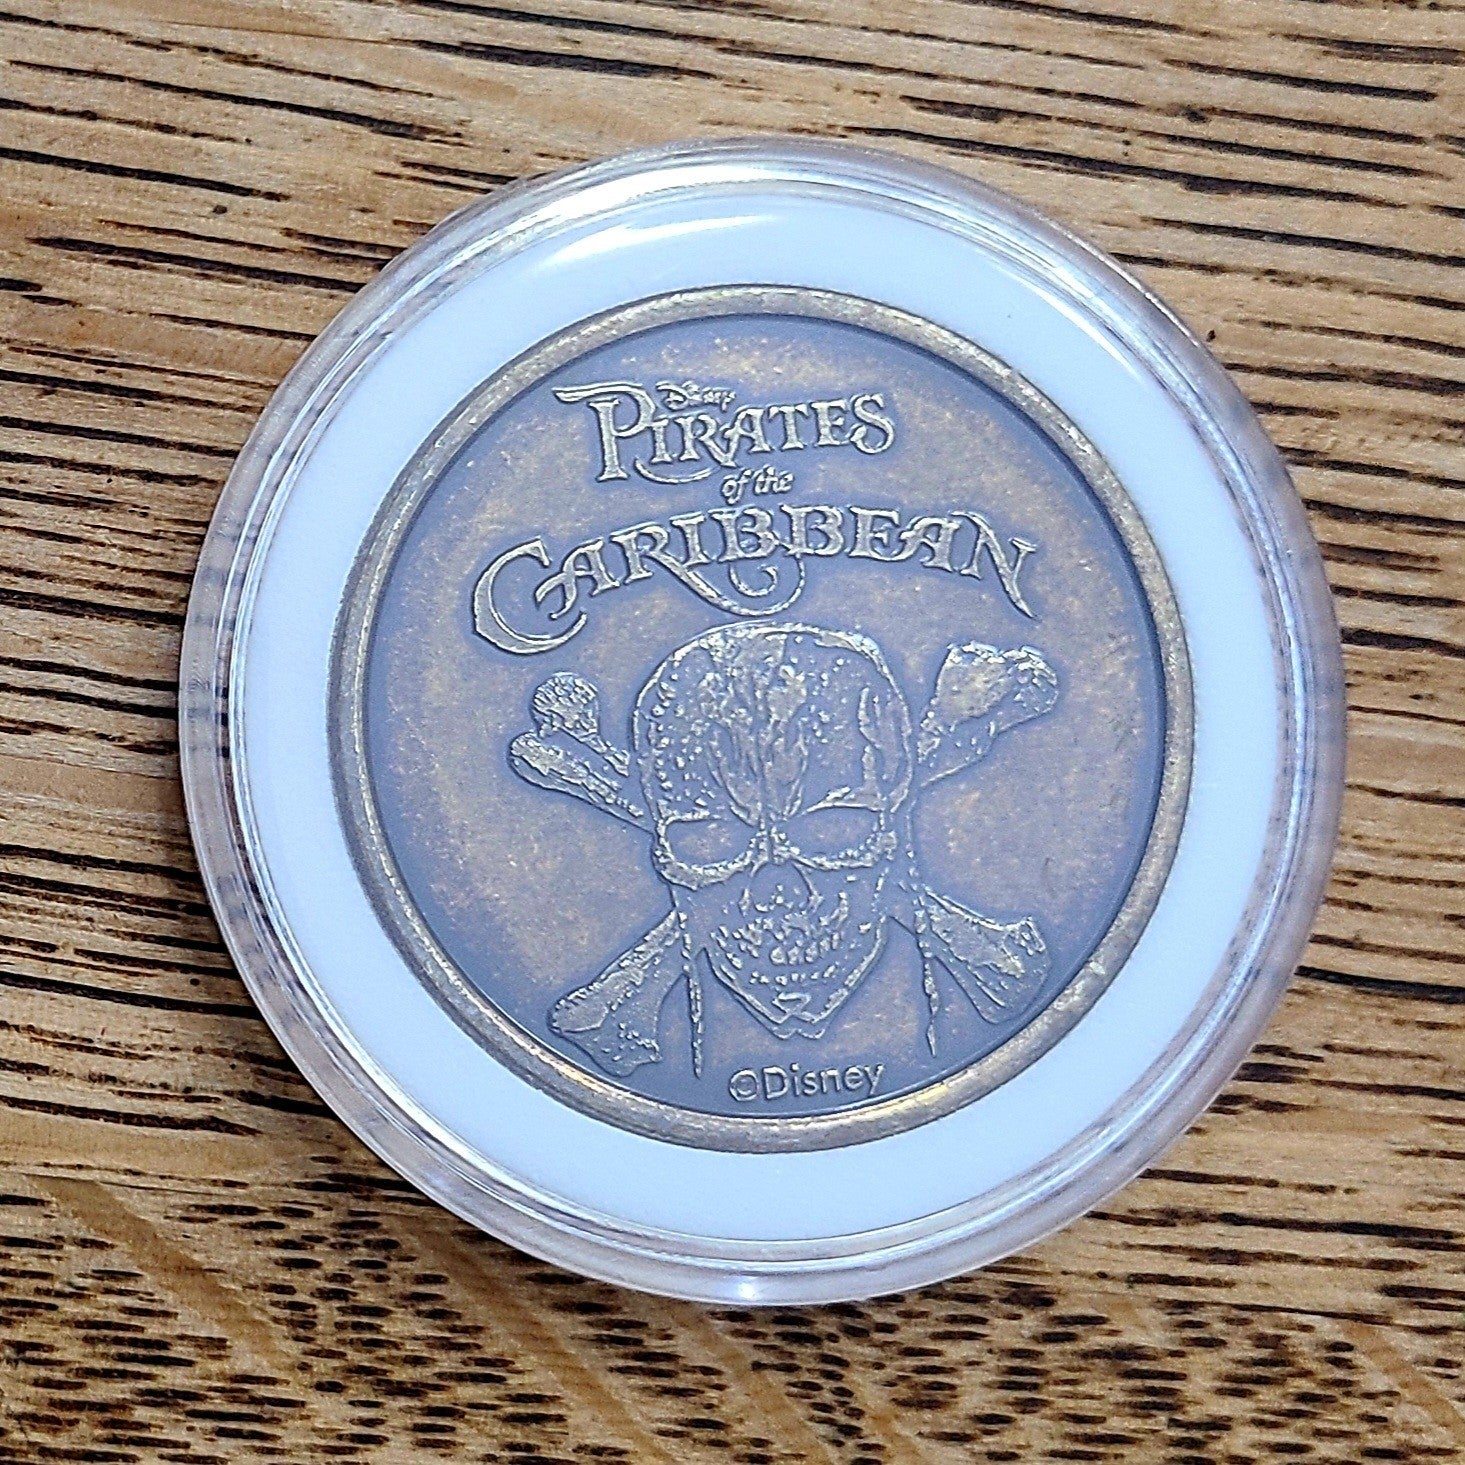 Disney
PIRATES
of the
CARIBBEAN
©Disney